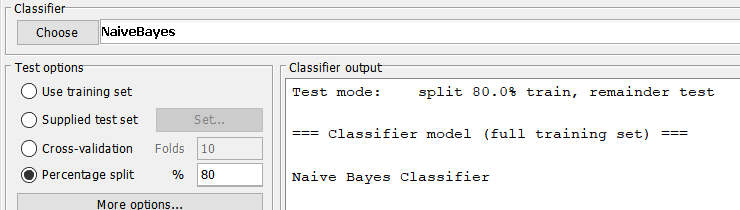 Classifier
Choose NaiveBayes
Test options
Use training set
Supplied test set Set...
Cross-validation Folds 10
Percentage split % 80
More options...
Classifier output
Test mode: split 80.0% train, remainder test
=== Classifier model (full training set) ===
Naive Bayes Classifier